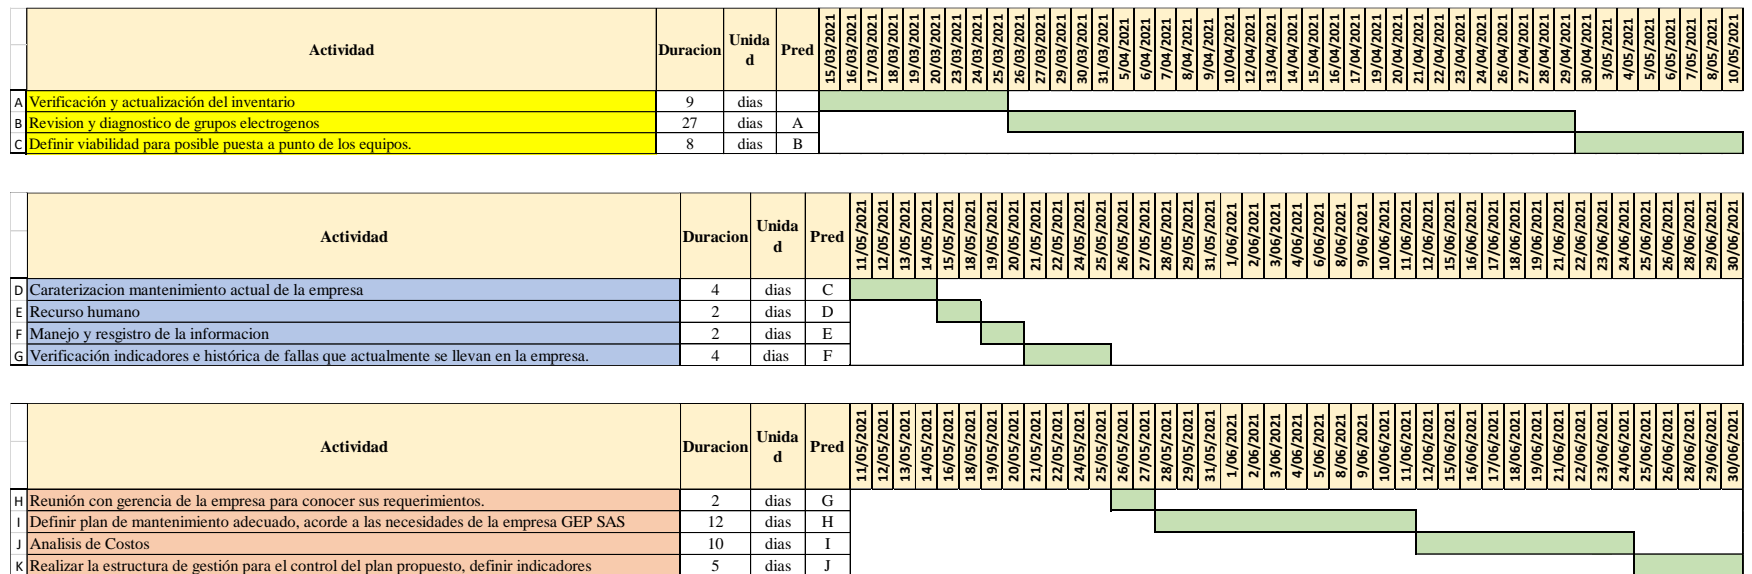 Actividad Duracion Unida d Pred 15/03/2021 16/03/2021 17/03/2021 18/03/2021 19/03/2021 20/03/2021 23/03/2021 24/03/2021 25/03/2021 26/03/2021 27/03/2021 29/03/2021 30/03/2021 31/03/2021 5/04/2021 6/04/2021 7/04/2021 8/04/2021 9/04/2021 10/04/2021 12/04/2021 13/04/2021 14/04/2021 15/04/2021 16/04/2021 17/04/2021 19/04/2021 20/04/2021 21/04/2021 22/04/2021 23/04/2021 24/04/2021 26/04/2021 27/04/2021 28/04/2021 29/04/2021 30/04/2021 3/05/2021 4/05/2021 5/05/2021 6/05/2021 7/05/2021 8/05/2021 10/05/2021
A Verificación y actualización del inventario 9 dias
B Revision y diagnostico de grupos electrogenos 27 dias A
C Definir viabilidad para posible puesta a punto de los equipos. 8 dias B
Actividad Duracion Unida d Pred 11/05/2021 12/05/2021 13/05/2021 14/05/2021 15/05/2021 18/05/2021 19/05/2021 20/05/2021 21/05/2021 22/05/2021 24/05/2021 25/05/2021 26/05/2021 27/05/2021 28/05/2021 29/05/2021 31/05/2021 1/06/2021 2/06/2021 3/06/2021 4/06/2021 6/06/2021 8/06/2021 9/06/2021 10/06/2021 11/06/2021 12/06/2021 15/06/2021 16/06/2021 17/06/2021 18/06/2021 19/06/2021 21/06/2021 22/06/2021 23/06/2021 24/06/2021 25/06/2021 26/06/2021 28/06/2021 29/06/2021 30/06/2021
D Caraterizacion mantenimiento actual de la empresa 4 dias C
E Recurso humano 2 dias D
F Manejo y resgistro de la informacion 2 dias E
G Verificación indicadores e histórica de fallas que actualmente se llevan en la empresa. 4 dias F
Actividad Duracion Unida d Pred 11/05/2021 12/05/2021 13/05/2021 14/05/2021 16/05/2021 18/05/2021 19/05/2021 20/05/2021 21/05/2021 22/05/2021 24/05/2021 25/05/2021 26/05/2021 27/05/2021 28/05/2021 29/05/2021 31/05/2021 1/06/2021 2/06/2021 3/06/2021 4/06/2021 5/06/2021 8/06/2021 9/06/2021 10/06/2021 11/06/2021 12/06/2021 15/06/2021 16/06/2021 17/06/2021 18/06/2021 19/06/2021 21/06/2021 22/06/2021 23/06/2021 24/06/2021 25/06/2021 26/06/2021 28/06/2021 29/06/2021 30/06/2021
H Reunión con gerencia de la empresa para conocer sus requerimientos. 2 dias G
I Definir plan de mantenimiento adecuado, acorde a las necesidades de la empresa GEP SAS 12 dias H
J Analisis de Costos 10 dias I
K Realizar la estructura de gestión para el control del plan propuesto, definir indicadores 5 dias J